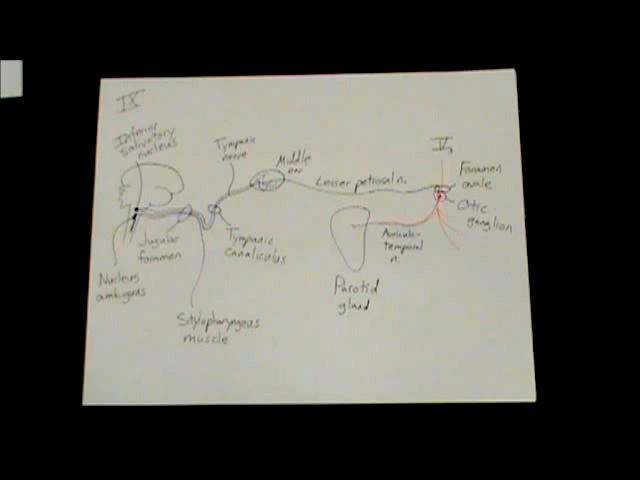 IX
Inferior
salivatory
nucleus
Tympanic
nerve
Middle
ear
Lesser petrosal n.
V3
Foramen
ovale
Otic
ganglion
Jugular
foramen
Tympanic
canaliculus
Auriculo-
temporal
n.
Nucleus
ambiguus
Parotid
gland
Stylopharyngeus
muscle